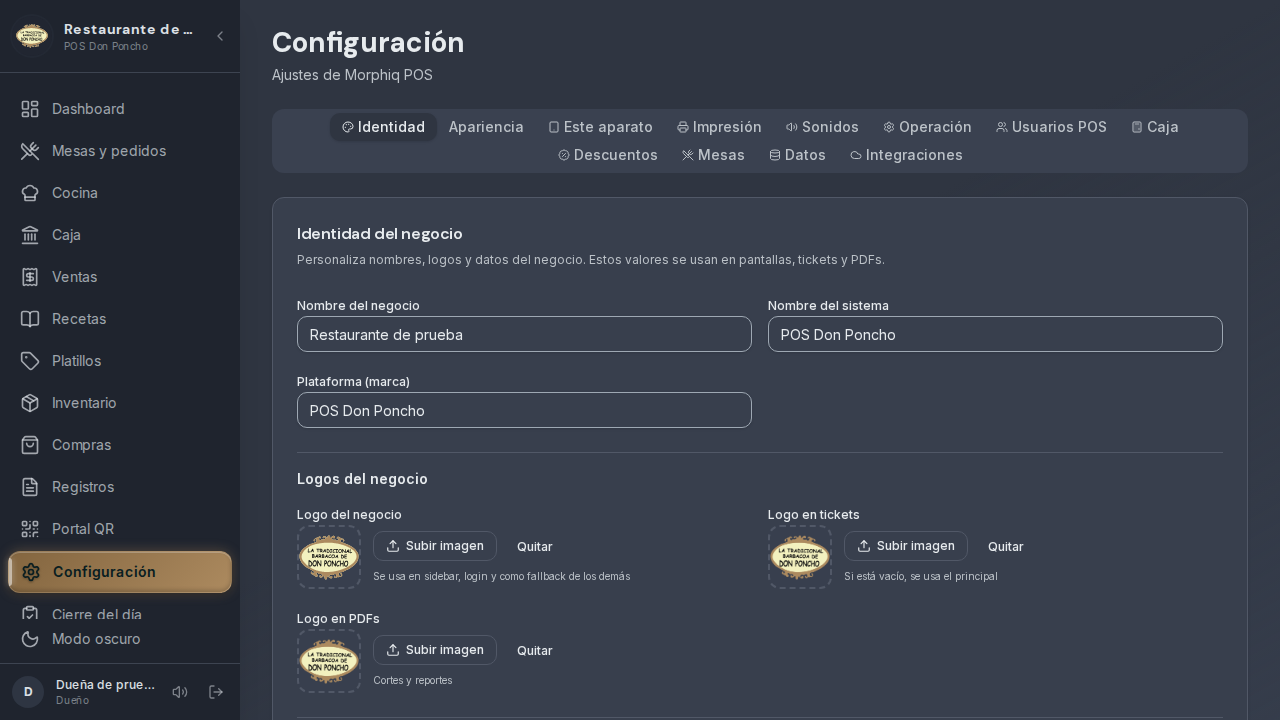 Restaurante de ...
POS Don Poncho
Dashboard
Mesas y pedidos
Cocina
Caja
Ventas
Recetas
Platillos
Inventario
Compras
Registros
Portal QR
Configuración
Cierre del día
Modo oscuro
D
Dueña de prue...
Dueño
Configuración
Ajustes de Morphiq POS
Identidad Apariencia Este aparato Impresión Sonidos Operación Usuarios POS Caja
Descuentos Mesas Datos Integraciones
Identidad del negocio
Personaliza nombres, logos y datos del negocio. Estos valores se usan en pantallas, tickets y PDFs.
Nombre del negocio Nombre del sistema
Restaurante de prueba POS Don Poncho
Plataforma (marca)
POS Don Poncho
Logos del negocio
Logo del negocio Logo en tickets
LA TRADICIONAL
BARBACOA DE
DON PONCHO
Subir imagen Quitar
Se usa en sidebar, login y como fallback de los demás
LA TRADICIONAL
BARBACOA DE
DON PONCHO
Subir imagen Quitar
Si está vacío, se usa el principal
Logo en PDFs
LA TRADICIONAL
BARBACOA DE
DON PONCHO
Subir imagen Quitar
Cortes y reportes